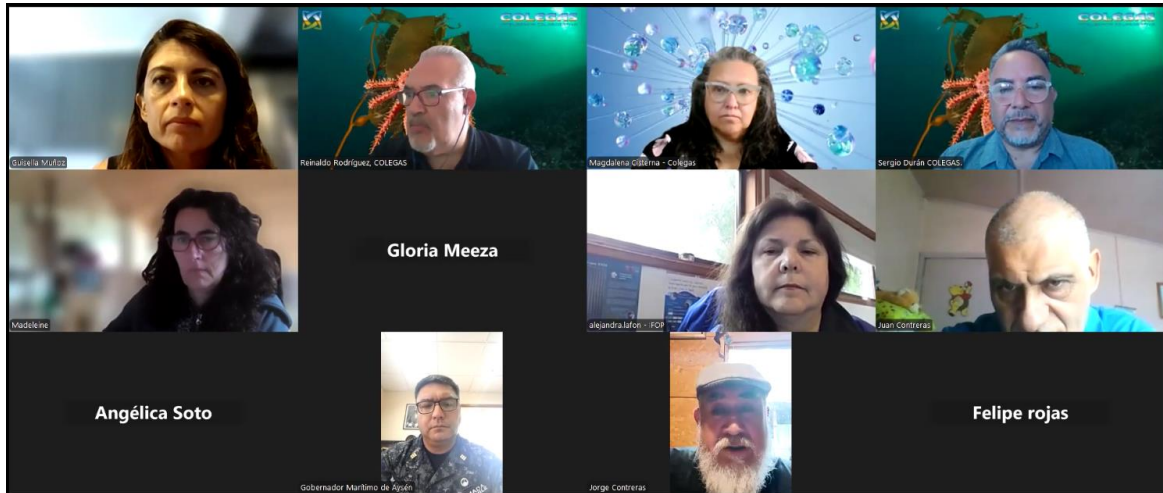 COLEGAS
COLEGAS
Guisella Muñoz
Reinaldo Rodríguez, COLEGAS
Magdalena Cisterna - Colegas
Sergio Durán COLEGAS.
Madeleine
Gloria Meeza
alejandra.lafon - IFOP
Juan Contreras
Angélica Soto
Gobernador Marítimo de Aysén
Jorge Contreras
Felipe rojas